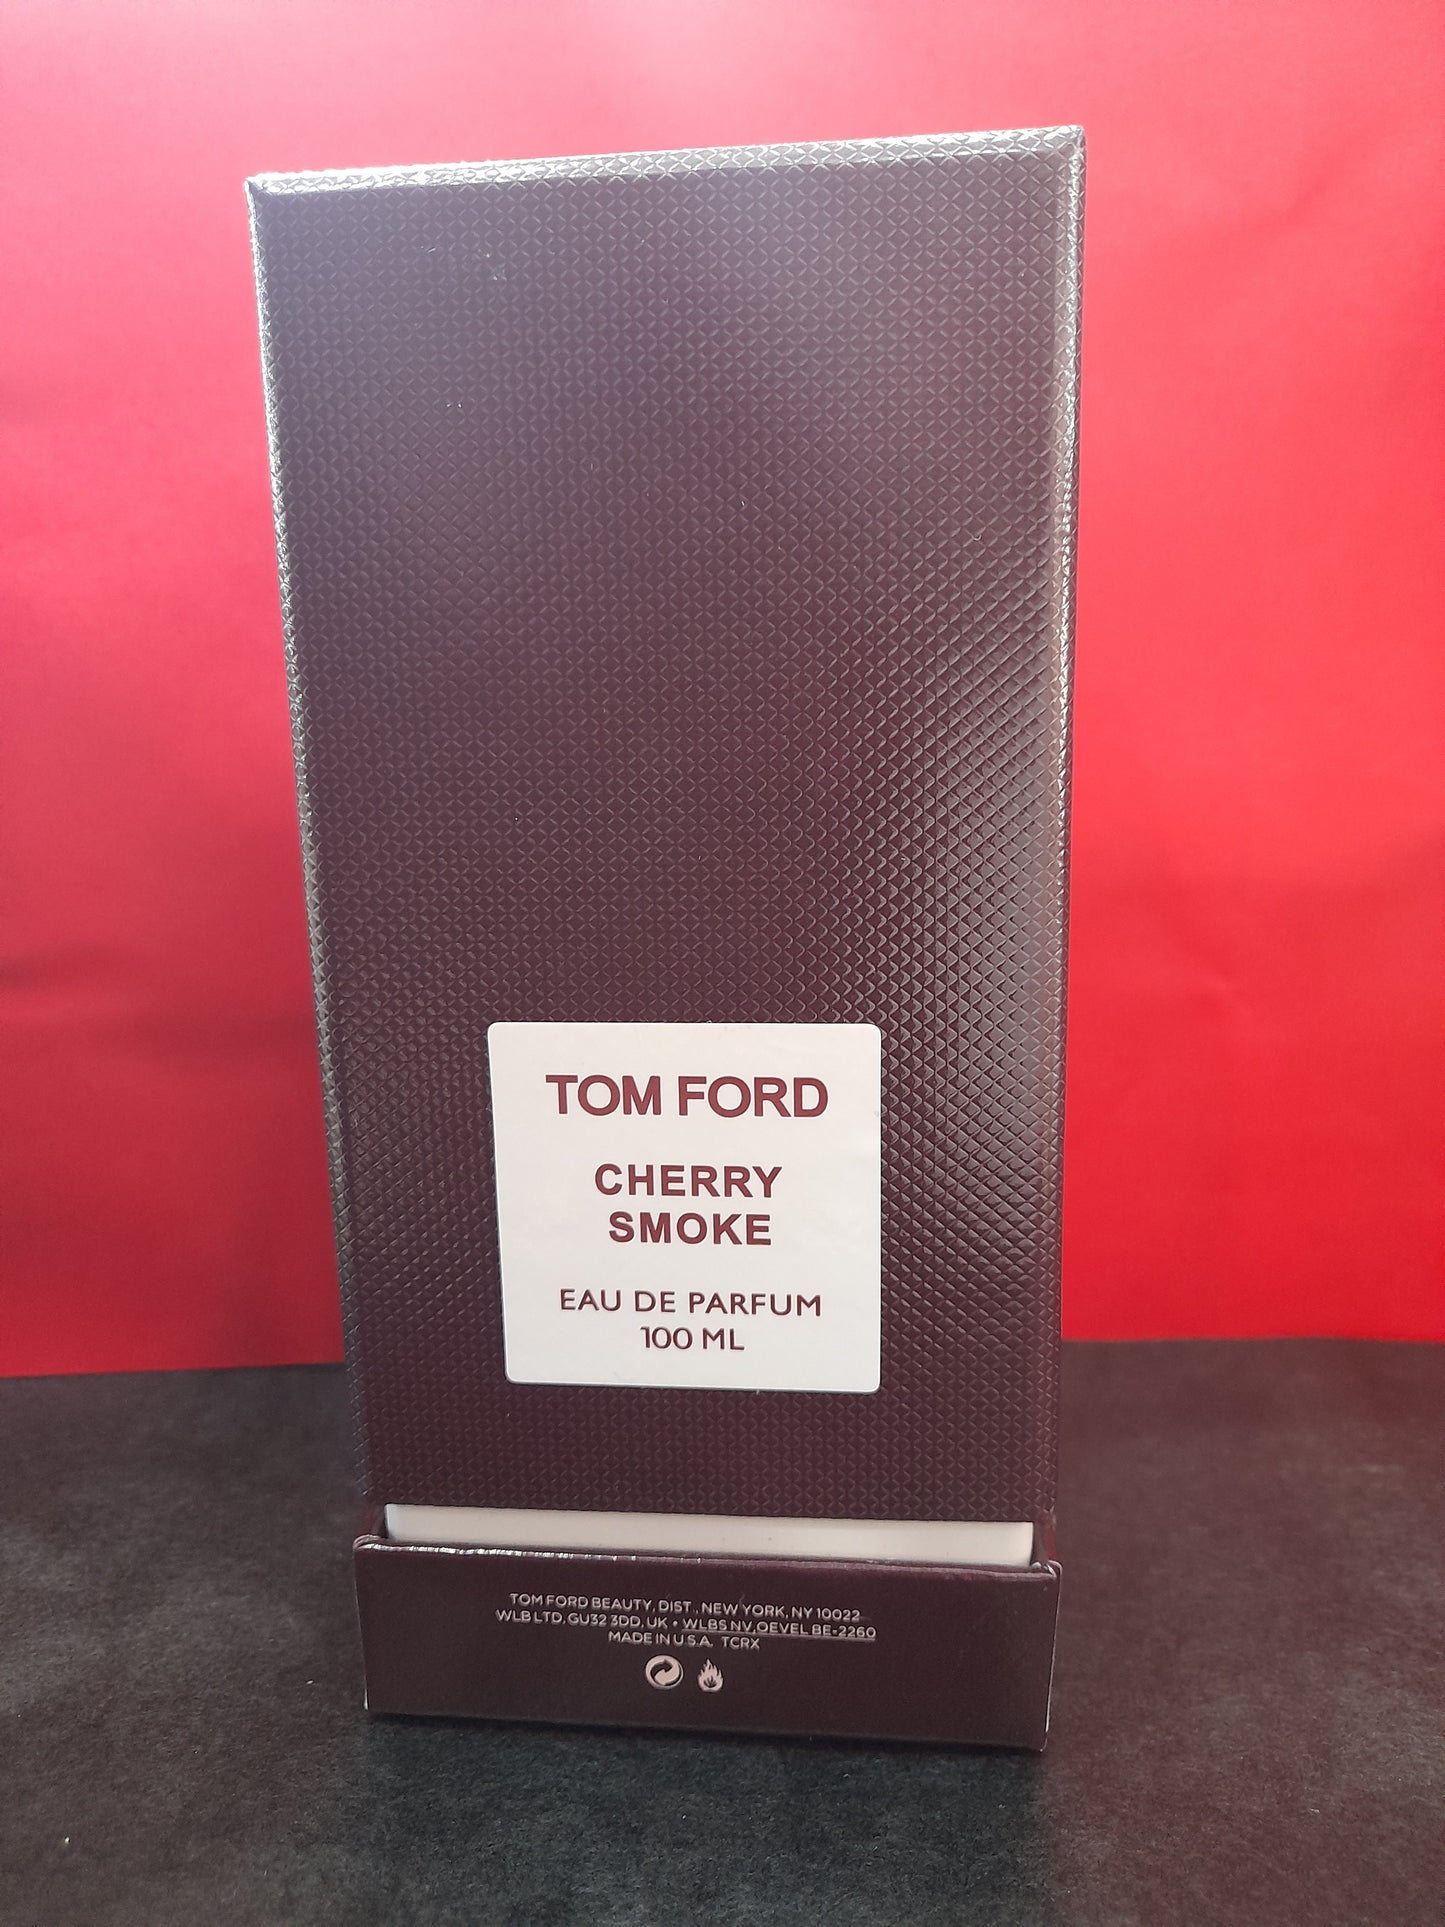 TOM FORD
CHERRY
SMOKE
EAU DE PARFUM
100 ML
TOM FORD BEAUTY, DIST., NEW YORK, NY 10022
WLB LTD, GU32 3DD, UK • WLBS NV, OEVEL BE-2260
MADE IN U.S.A. TCRX